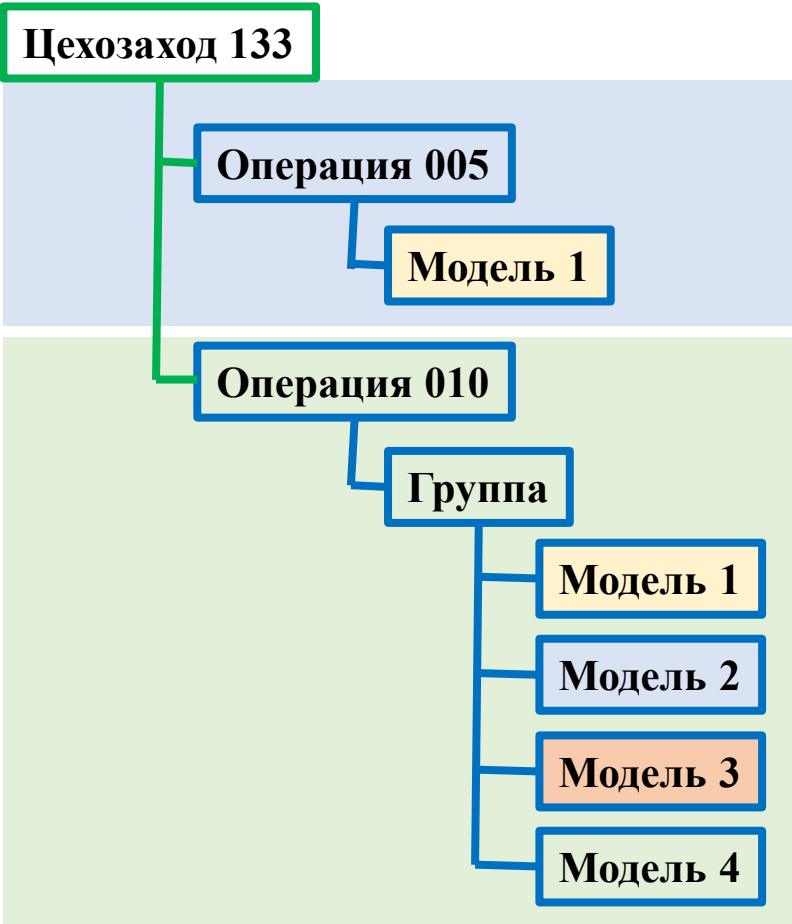 Цехозаход 133
Операция 005
Модель 1
Операция 010
Группа
Модель 1
Модель 2
Модель 3
Модель 4